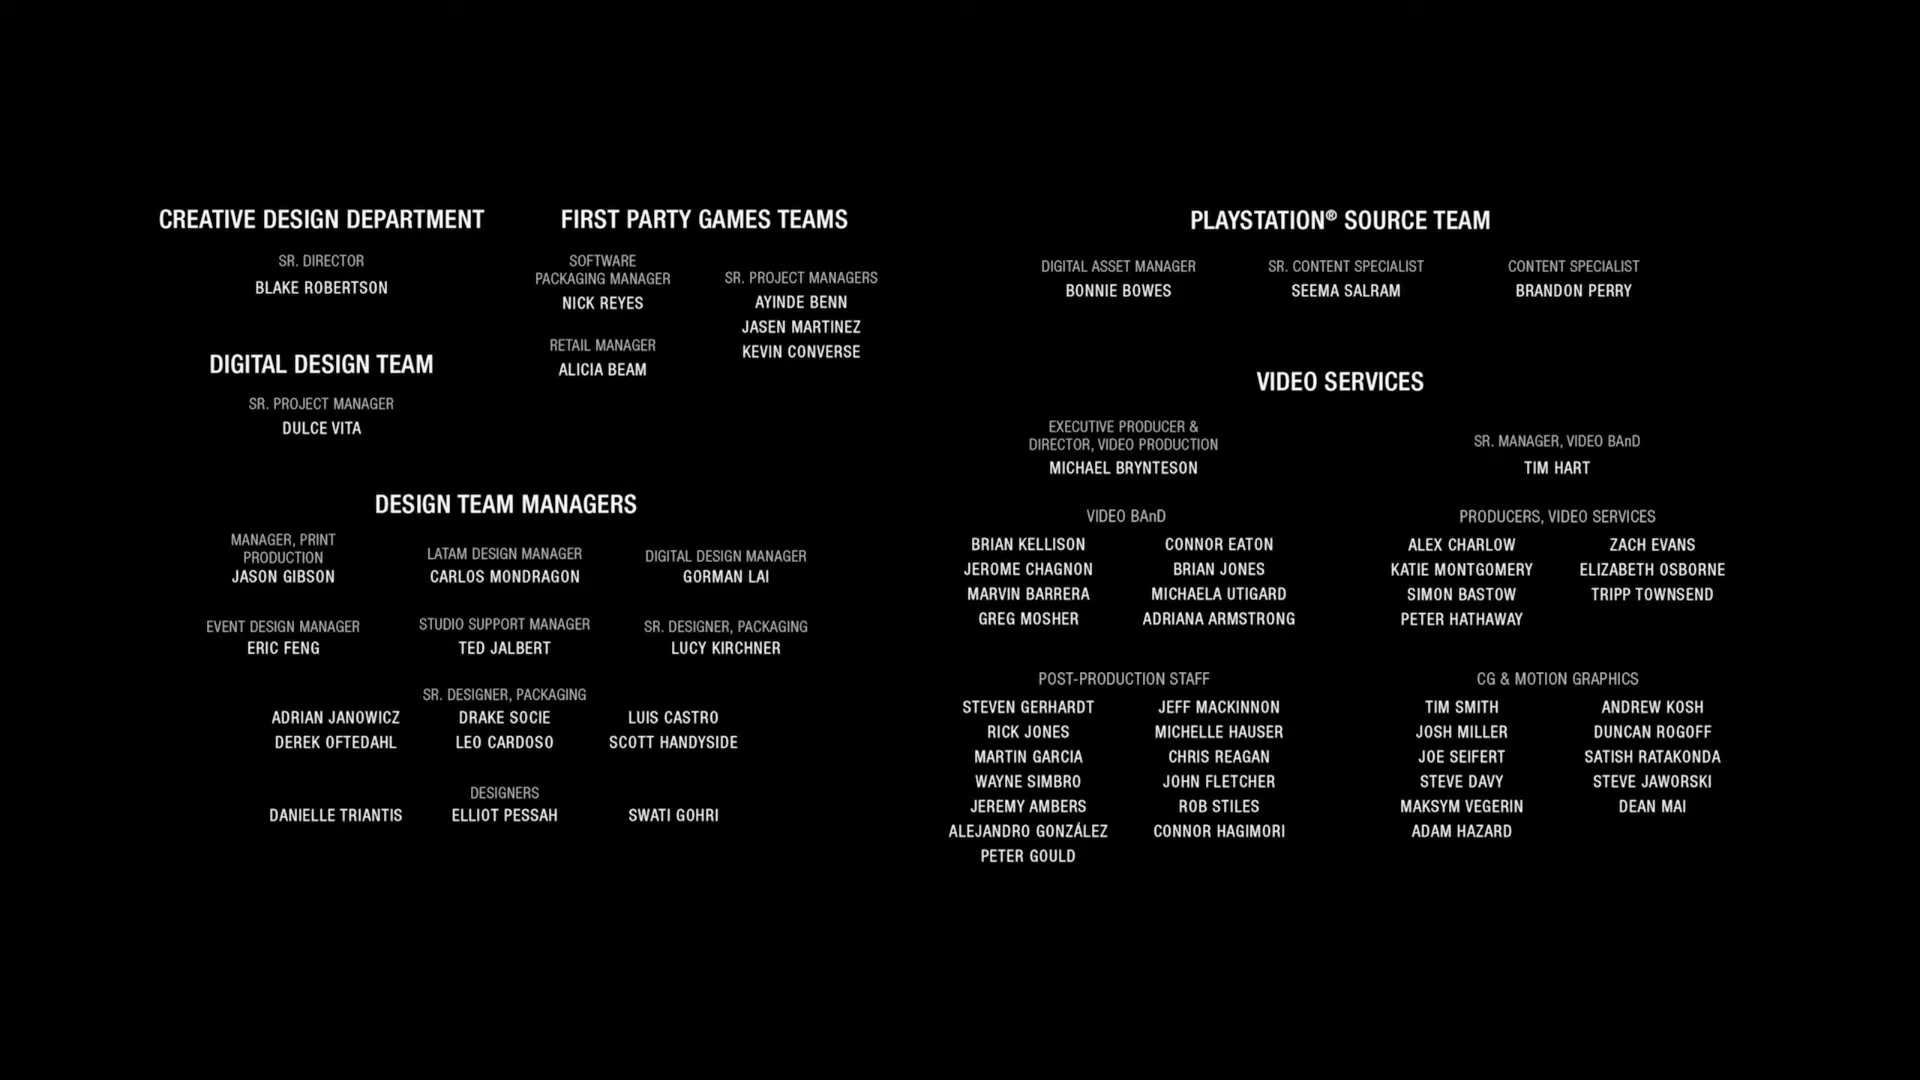 CREATIVE DESIGN DEPARTMENT
SR. DIRECTOR
BLAKE ROBERTSON
DIGITAL DESIGN TEAM
SR. PROJECT MANAGER
DULCE VITA
FIRST PARTY GAMES TEAMS
SOFTWARE
PACKAGING MANAGER
NICK REYES
RETAIL MANAGER
ALICIA BEAM
SR. PROJECT MANAGERS
AYINDE BENN
JASEN MARTINEZ
KEVIN CONVERSE
DESIGN TEAM MANAGERS
MANAGER, PRINT
PRODUCTION
JASON GIBSON
LATAM DESIGN MANAGER
CARLOS MONDRAGON
DIGITAL DESIGN MANAGER
GORMAN LAI
EVENT DESIGN MANAGER
ERIC FENG
STUDIO SUPPORT MANAGER
TED JALBERT
SR. DESIGNER, PACKAGING
LUCY KIRCHNER
SR. DESIGNER, PACKAGING
ADRIAN JANOWICZ DRAKE SOCIE LUIS CASTRO
DEREK OFTEDAHL LEO CARDOSO SCOTT HANDYSIDE
DESIGNERS
DANIELLE TRIANTIS ELLIOT PESSAH SWATI GOHRI
PLAYSTATION® SOURCE TEAM
DIGITAL ASSET MANAGER
BONNIE BOWES
SR. CONTENT SPECIALIST
SEEMA SALRAM
CONTENT SPECIALIST
BRANDON PERRY
VIDEO SERVICES
EXECUTIVE PRODUCER &
DIRECTOR, VIDEO PRODUCTION
MICHAEL BRYNTESON
SR. MANAGER, VIDEO BAnD
TIM HART
VIDEO BAnD
BRIAN KELLISON CONNOR EATON
JEROME CHAGNON BRIAN JONES
MARVIN BARRERA MICHAELA UTIGARD
GREG MOSHER ADRIANA ARMSTRONG
PRODUCERS, VIDEO SERVICES
ALEX CHARLOW ZACH EVANS
KATIE MONTGOMERY ELIZABETH OSBORNE
SIMON BASTOW TRIPP TOWNSEND
PETER HATHAWAY
POST-PRODUCTION STAFF
STEVEN GERHARDT JEFF MACKINNON
RICK JONES MICHELLE HAUSER
MARTIN GARCIA CHRIS REAGAN
WAYNE SIMBRO JOHN FLETCHER
JEREMY AMBERS ROB STILES
ALEJANDRO GONZÁLEZ CONNOR HAGIMORI
PETER GOULD
CG & MOTION GRAPHICS
TIM SMITH ANDREW KOSH
JOSH MILLER DUNCAN ROGOFF
JOE SEIFERT SATISH RATAKONDA
STEVE DAVY STEVE JAWORSKI
MAKSYM VEGERIN DEAN MAI
ADAM HAZARD